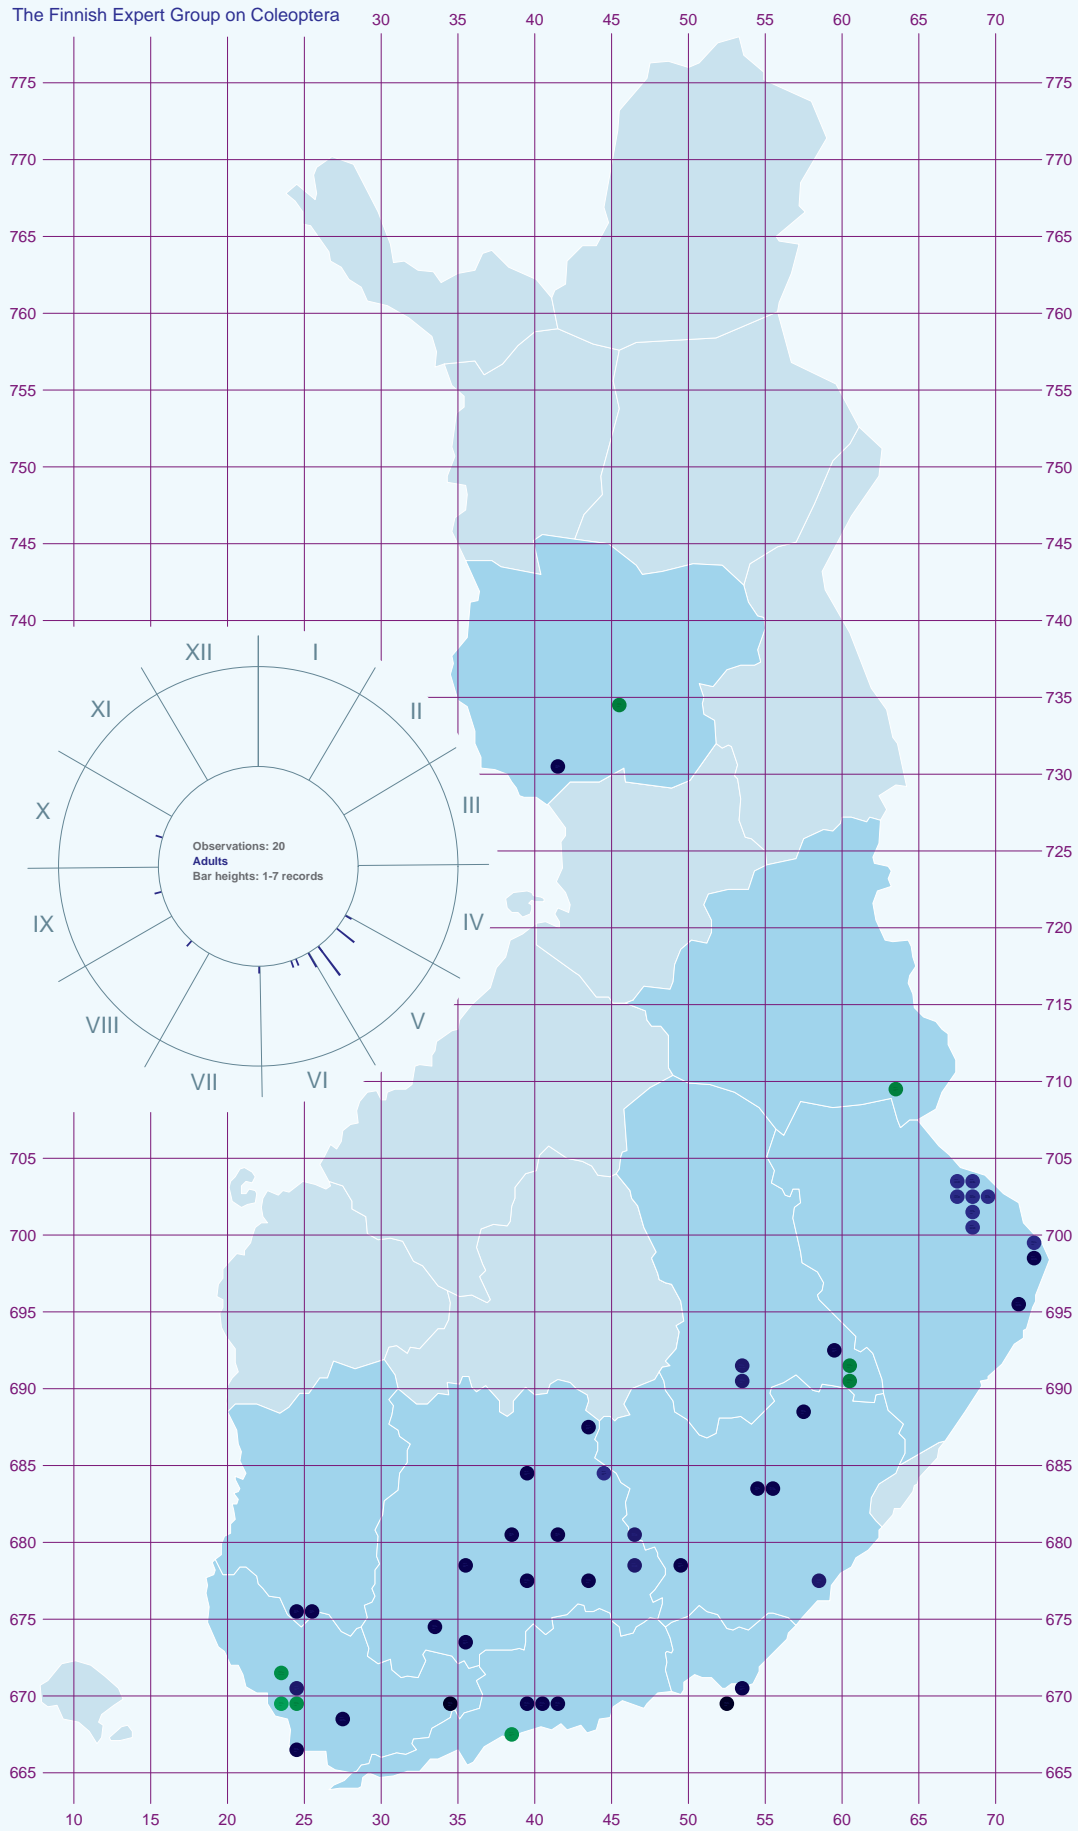 The Finnish Expert Group on Coleoptera 30 35 40 45 50 55 60 65 70
775 775
770 770
765 765
760 760
755 755
750 750
745 745
740 740
XII I
XI II
735
730
X III
Observations: 20
Adults
Bar heights: 1-7 records
725
IX IV
720
VIII V
715
VII VI
710
705 705
700 700
695 695
690 690
685 685
680 680
675 675
670 670
665 665
10 15 20 25 30 35 40 45 50 55 60 65 70